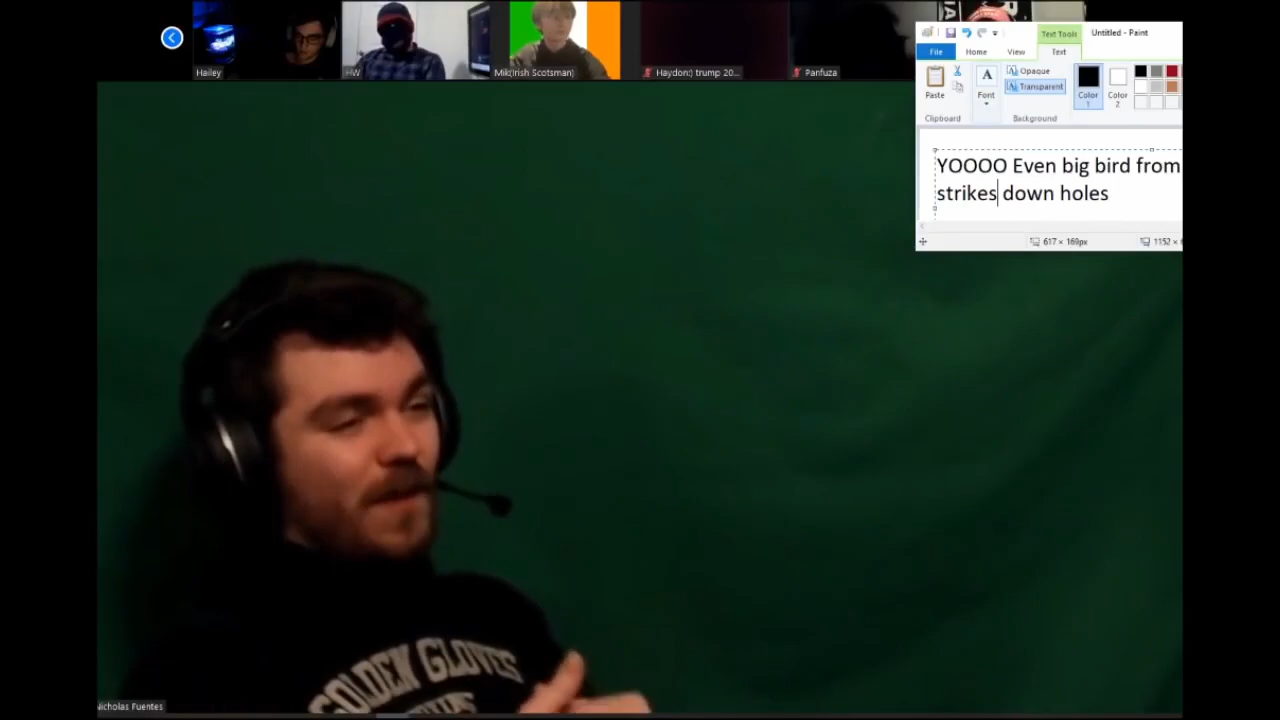 Hailey
HW
Mik(Irish Scotsman)
Haydon:) trump 20...
Panfuza
Text Tools
Untitled - Paint
File
Home
View
Text
Paste
A
Font
Opaque
Transparent
Color
1
Color
2
Clipboard
Background
YOOOO Even big bird from
strikes down holes
617 × 169px
1152 ×
GOLDEN GLOVES
Nicholas Fuentes